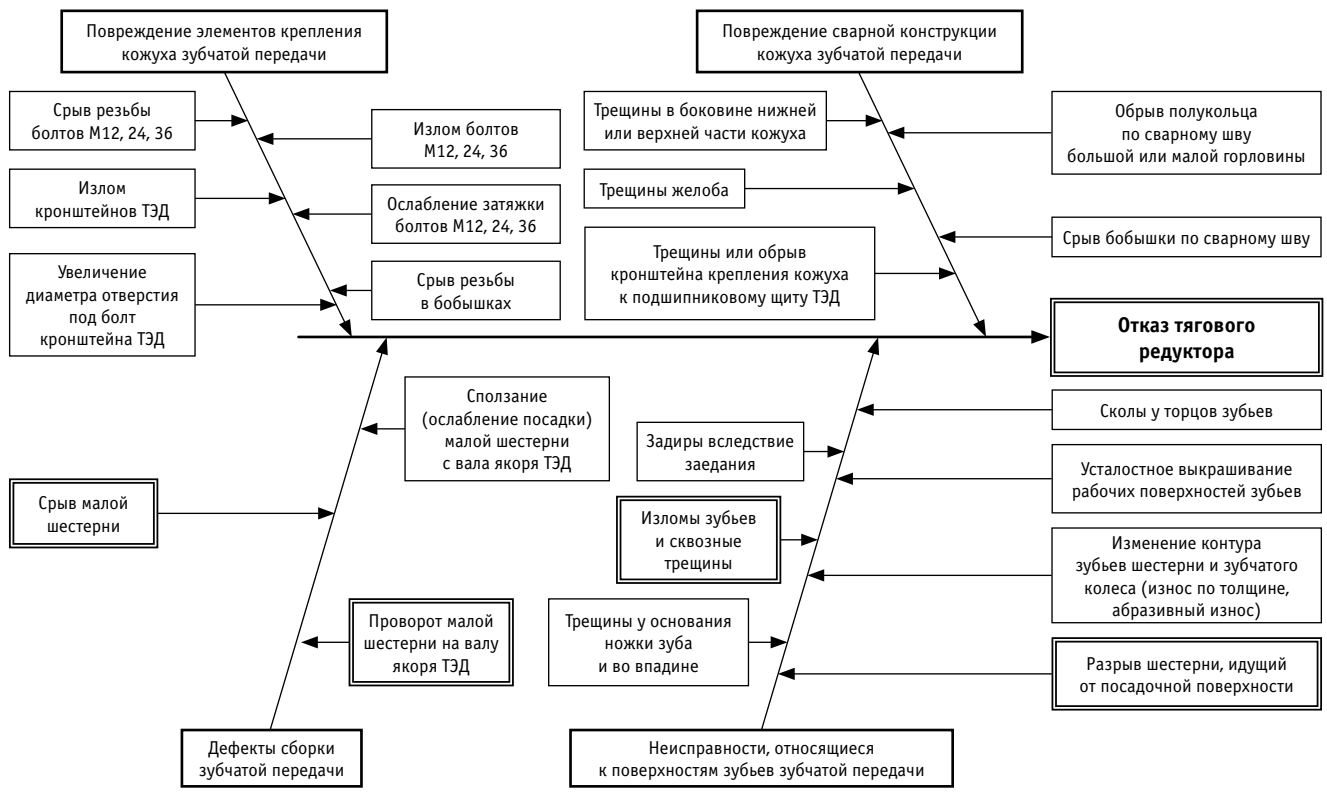 Повреждение элементов крепления
кожуха зубчатой передачи
Повреждение сварной конструкции
кожуха зубчатой передачи
Срыв резьбы
болтов М12, 24, 36
Излом болтов
М12, 24, 36
Излом
кронштейнов ТЭД
Ослабление затяжки
болтов М12, 24, 36
Увеличение
диаметра отверстия
под болт
кронштейна ТЭД
Срыв резьбы
в бобышках
Трещины в боковине нижней
или верхней части кожуха
Обрыв полукольца
по сварному шву
большой или малой горловины
Трещины желоба
Срыв бобышки по сварному шву
Трещины или обрыв
кронштейна крепления кожуха
к подшипниковому щиту ТЭД
Отказ тягового
редуктора
Сползание
(ослабление посадки)
малой шестерни
с вала якоря ТЭД
Срыв малой
шестерни
Проворот малой
шестерни на валу
якоря ТЭД
Сколы у торцов зубьев
Задиры вследствие
заедания
Усталостное выкрашивание
рабочих поверхностей зубьев
Изломы зубьев
и сквозные
трещины
Изменение контура
зубьев шестерни и зубчатого
колеса (износ по толщине,
абразивный износ)
Трещины у основания
ножки зуба
и во впадине
Разрыв шестерни, идущий
от посадочной поверхности
Дефекты сборки
зубчатой передачи
Неисправности, относящиеся
к поверхностям зубьев зубчатой передачи